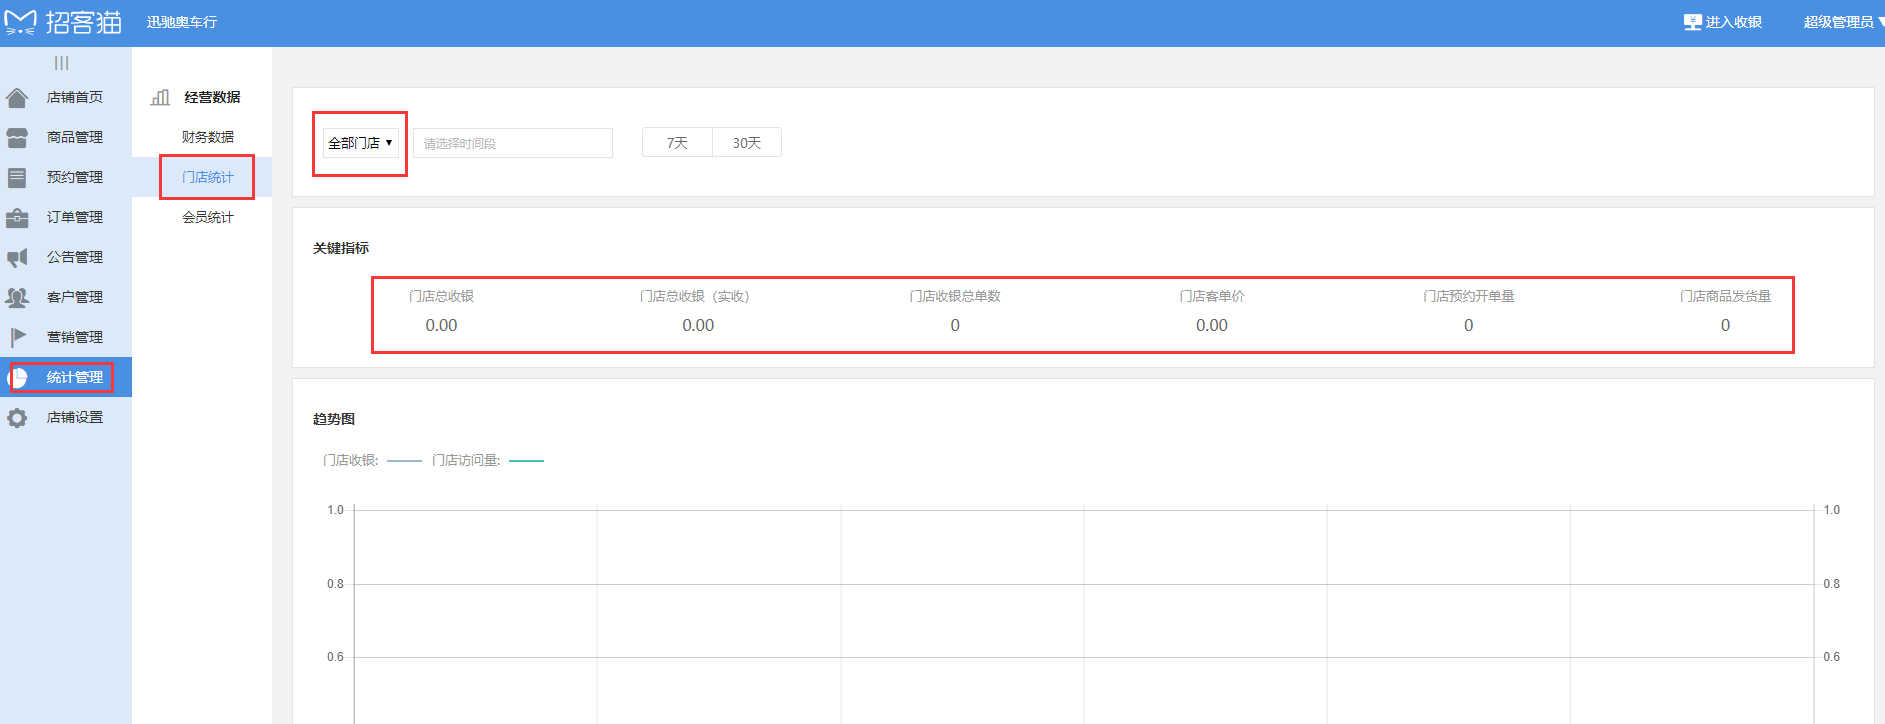 招客猫 迅驰奥车行 进入收银 超级管理员
店铺首页
商品管理
预约管理
订单管理
公告管理
客户管理
营销管理
统计管理
店铺设置
经营数据
财务数据
门店统计
会员统计
全部门店 请选择时间段 7天 30天
关键指标
门店总收银 门店总收银（实收） 门店收银总单数 门店客单价 门店预约开单量 门店商品发货量
0.00 0.00 0 0.00 0 0
趋势图
门店收银: 门店访问量:
1.0 1.0
0.8 0.8
0.6 0.6